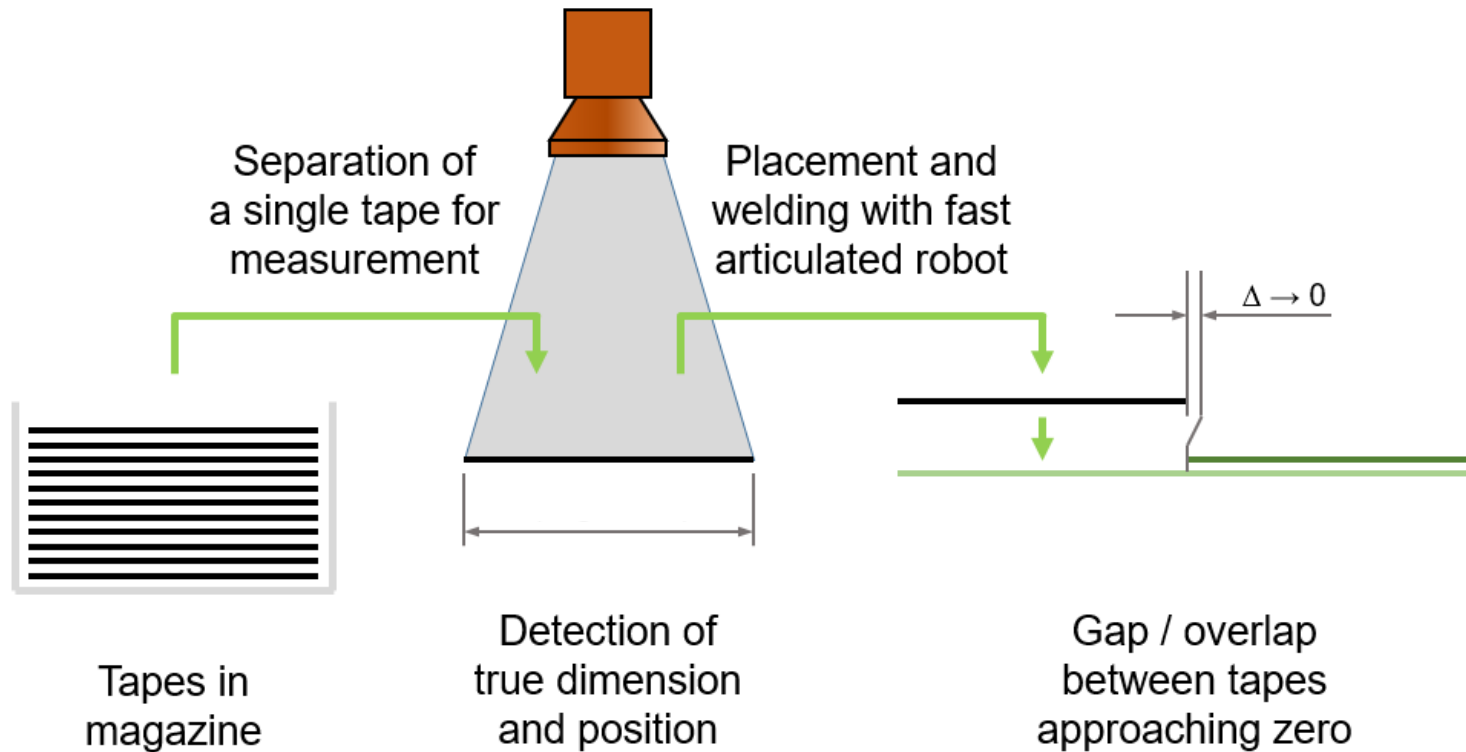 Separation of
a single tape for
measurement
Placement and
welding with fast
articulated robot
Δ → 0
Tapes in
magazine
Detection of
true dimension
and position
Gap / overlap
between tapes
approaching zero